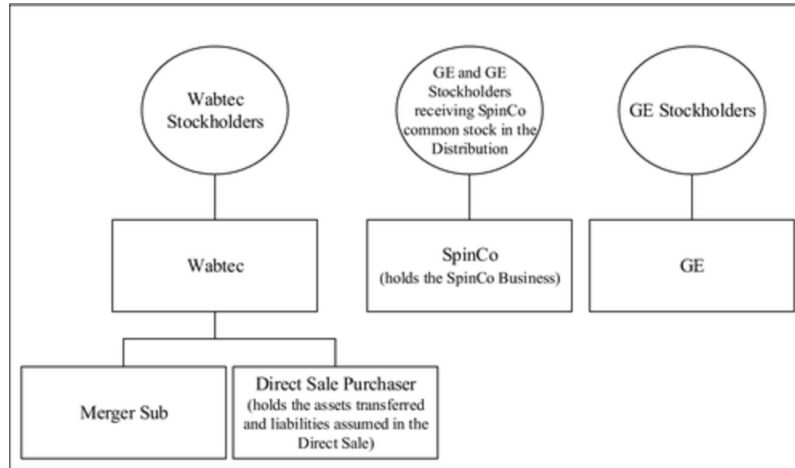 Wabtec
Stockholders
GE and GE
Stockholders
receiving SpinCo
common stock in the
Distribution
GE Stockholders
Wabtec
SpinCo
(holds the SpinCo Business)
GE
Merger Sub
Direct Sale Purchaser
(holds the assets transferred
and liabilities assumed in the
Direct Sale)